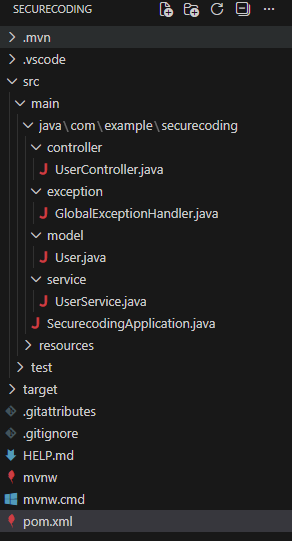 SECURECODING
.mvn
.vscode
src
main
java\com\example\securecoding
controller
UserController.java
exception
GlobalExceptionHandler.java
model
User.java
service
UserService.java
SecurecodingApplication.java
resources
test
target
.gitattributes
.gitignore
HELP.md
mvnw
mvnw.cmd
pom.xml